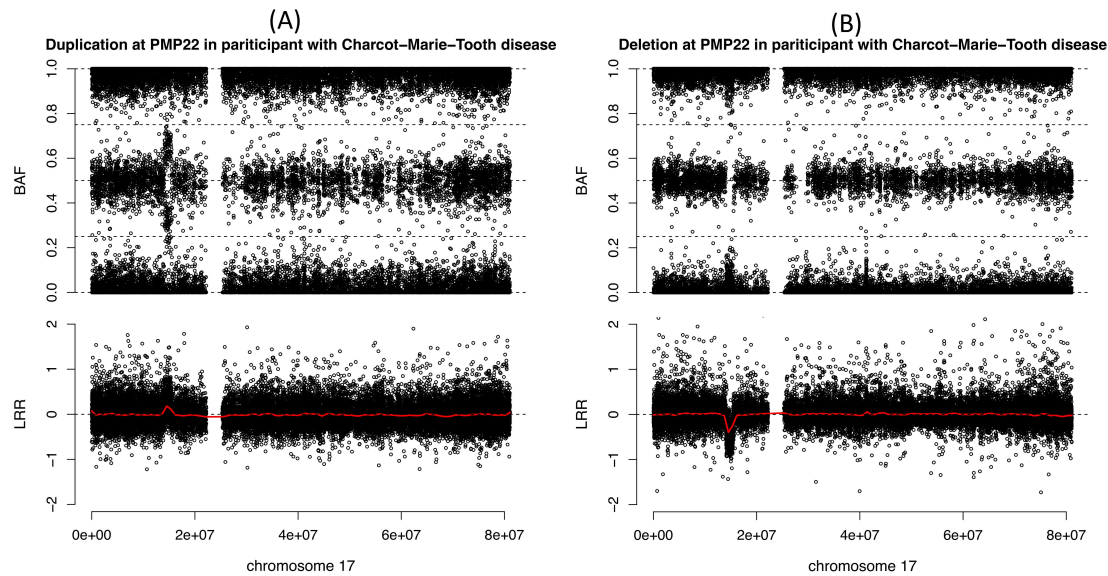 (A)
Duplication at PMP22 in pariticipant with Charcot−Marie−Tooth disease
1.0
0.8
0.6
0.4
0.2
0.0
BAF
2
1
0
−1
−2
LRR
0e+00 2e+07 4e+07 6e+07 8e+07
chromosome 17
(B)
Deletion at PMP22 in pariticipant with Charcot−Marie−Tooth disease
1.0
0.8
0.6
0.4
0.2
0.0
BAF
2
1
0
−1
−2
LRR
0e+00 2e+07 4e+07 6e+07 8e+07
chromosome 17